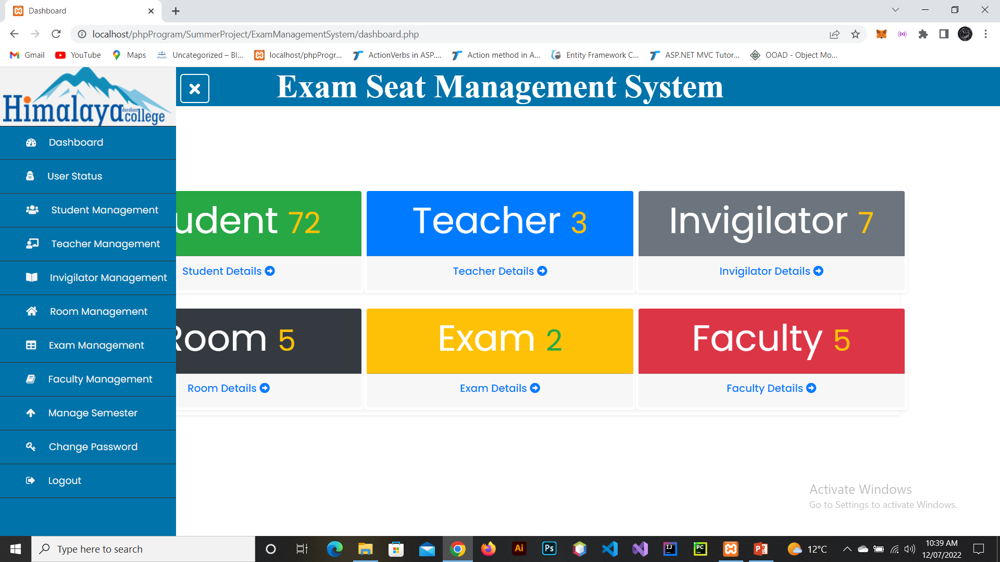 Dashboard
localhost/phpProgram/SummerProject/ExamManagementSystem/dashboard.php
Gmail
YouTube
Maps
Uncategorized – Bl...
localhost/phpProgr...
ActionVerbs in ASP....
Action method in A...
Entity Framework C...
ASP.NET MVC Tutor...
OOAD - Object Mo...
Himalaya darshan college
Exam Seat Management System
Dashboard
User Status
Student Management
Teacher Management
Invigilator Management
Room Management
Exam Management
Faculty Management
Manage Semester
Change Password
Logout
udent 72
Student Details
Teacher 3
Teacher Details
Invigilator 7
Invigilator Details
Room 5
Room Details
Exam 2
Exam Details
Faculty 5
Faculty Details
Activate Windows
Go to Settings to activate Windows.
Type here to search
Ai
Ps
IJ
PC
12°C
10:39 AM
12/07/2022